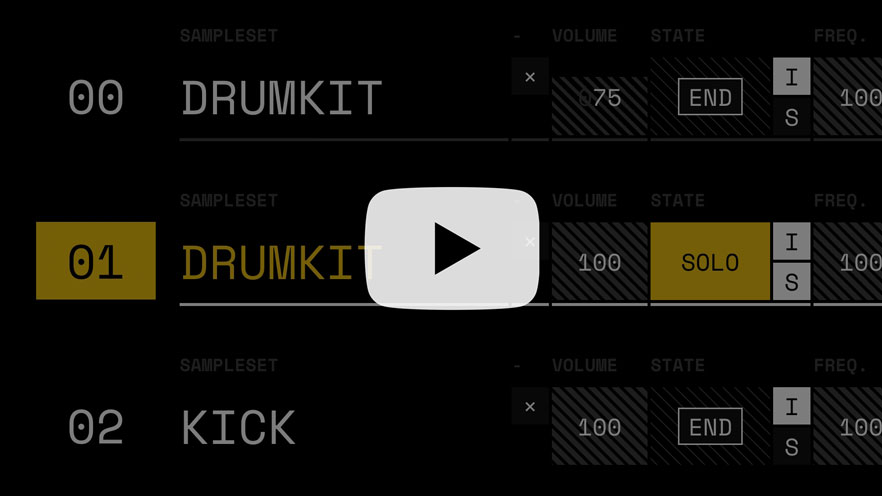 SAMPLESET - VOLUME STATE FREQ.
00 DRUMKIT × 075 END I S 100
SAMPLESET - VOLUME STATE FREQ.
01 DRUMKIT × 100 SOLO I S 100
SAMPLESET - VOLUME STATE FREQ.
02 KICK × 100 END I S 100